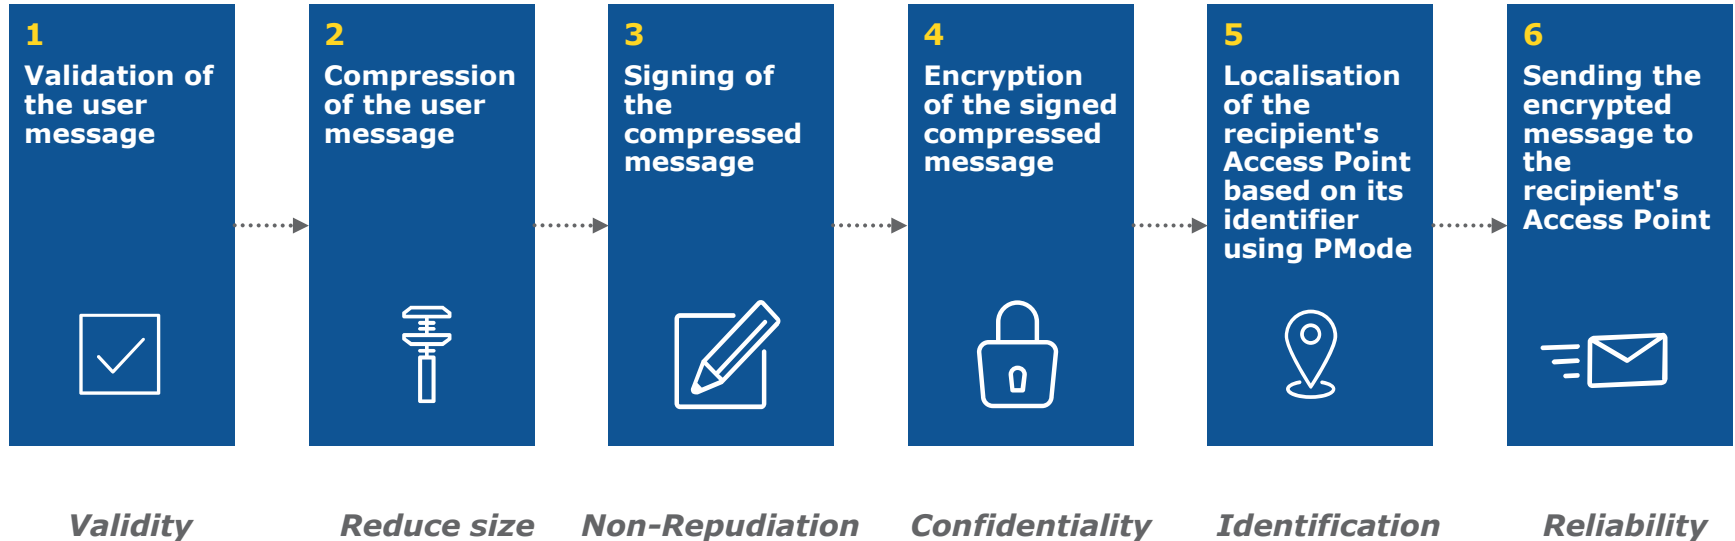 1
Validation of
the user
message
2
Compression
of the user
message
3
Signing of
the
compressed
message
4
Encryption
of the signed
compressed
message
5
Localisation
of the
recipient's
Access Point
based on its
identifier
using PMode
6
Sending the
encrypted
message to
the
recipient's
Access Point
Validity
Reduce size
Non-Repudiation
Confidentiality
Identification
Reliability